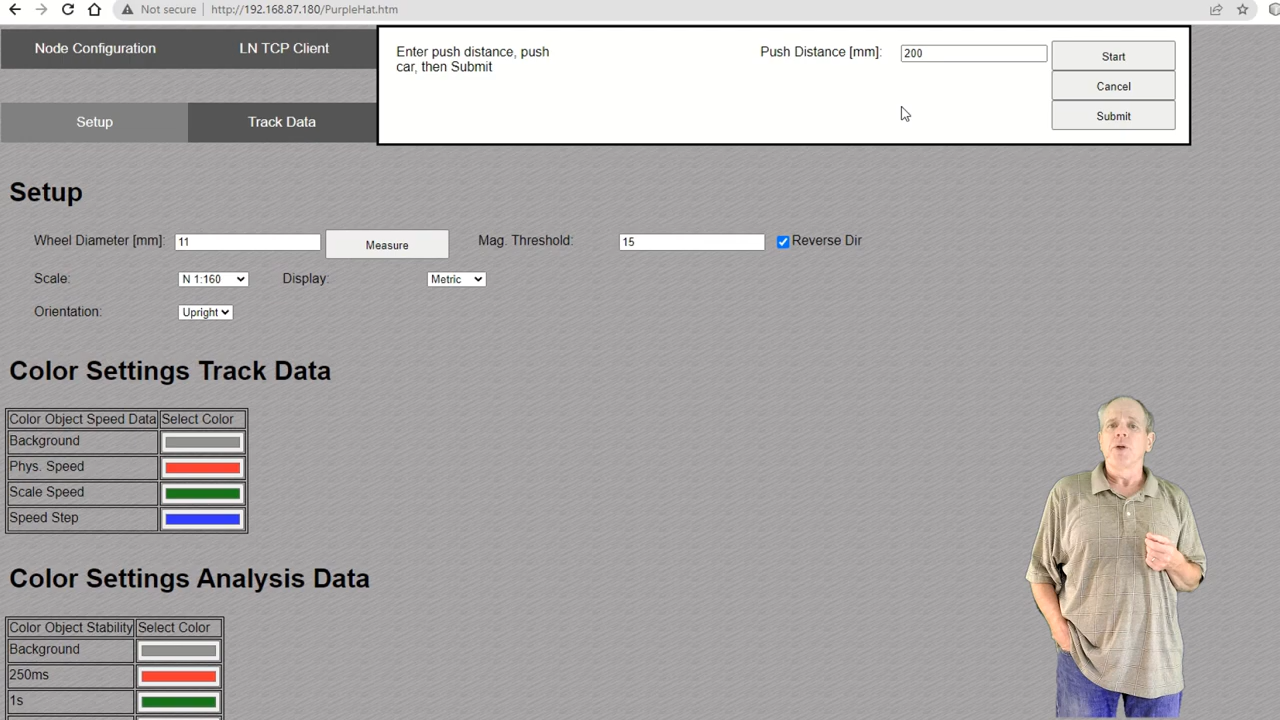 Not secure | http://192.168.87.180/PurpleHat.htm
Node Configuration LN TCP Client
Enter push distance, push
car, then Submit
Push Distance [mm]: 200
Start
Cancel
Submit
Setup Track Data
Setup
Wheel Diameter [mm]: 11 Measure Mag. Threshold: 15 Reverse Dir
Scale: N 1:160 Display: Metric
Orientation: Upright
Color Settings Track Data
Color Object Speed Data Select Color
Background
Phys. Speed
Scale Speed
Speed Step
Color Settings Analysis Data
Color Object Stability Select Color
Background
250ms
1s